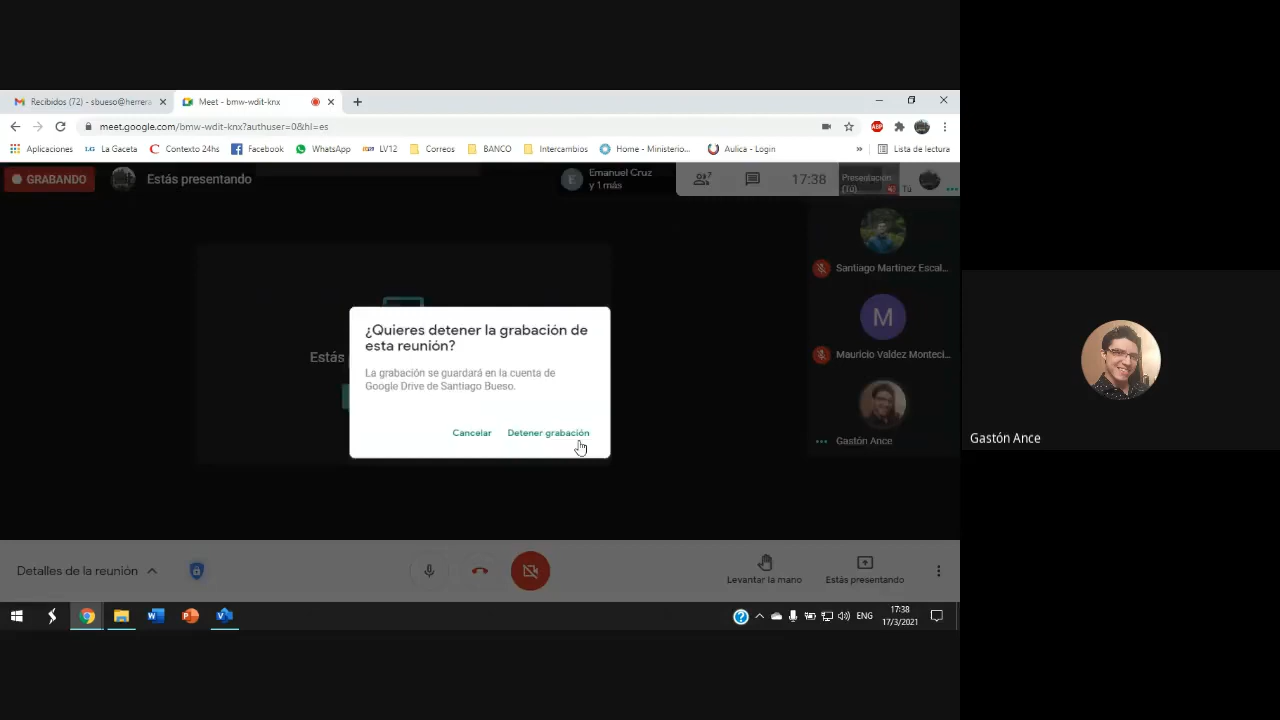 Recibidos (72) - sbueso@herrera
Meet - bmw-wdit-knx
meet.google.com/bmw-wdit-knx?authuser=0&hl=es
ABP
Aplicaciones
LG La Gaceta
C Contexto 24hs
Facebook
WhatsApp
LV12
Correos
BANCO
Intercambios
Home - Ministerio...
Aulica - Login
»
Lista de lectura
GRABANDO
Estás presentando
E
Emanuel Cruz
y 1 más
7
17:38
Presentación
(Tú)
Tú
Santiago Martinez Escal...
M
Mauricio Valdez Monteci...
Gastón Ance
Estás
¿Quieres detener la grabación de
esta reunión?
La grabación se guardará en la cuenta de
Google Drive de Santiago Bueso.
Cancelar
Detener grabación
Gastón Ance
Detalles de la reunión
Levantar la mano
Estás presentando
ENG
17:38
17/3/2021